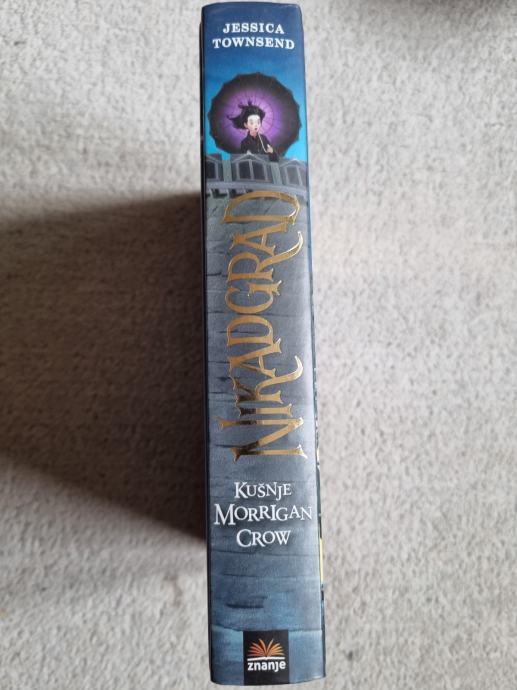 JESSICA
TOWNSEND
NIKADGRAD
KUŠNJE
MORRIGAN
CROW
znanje